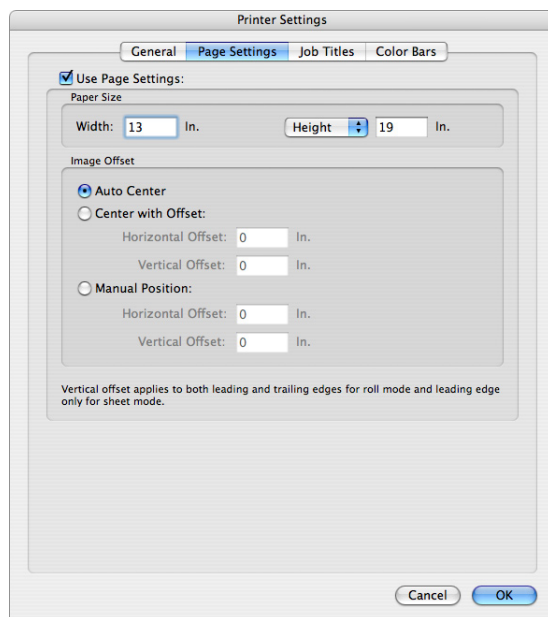 Printer Settings
General Page Settings Job Titles Color Bars
Use Page Settings:
Paper Size
Width: 13 In. Height 19 In.
Image Offset
Auto Center
Center with Offset:
Horizontal Offset: 0 In.
Vertical Offset: 0 In.
Manual Position:
Horizontal Offset: 0 In.
Vertical Offset: 0 In.
Vertical offset applies to both leading and trailing edges for roll mode and leading edge
only for sheet mode.
Cancel OK